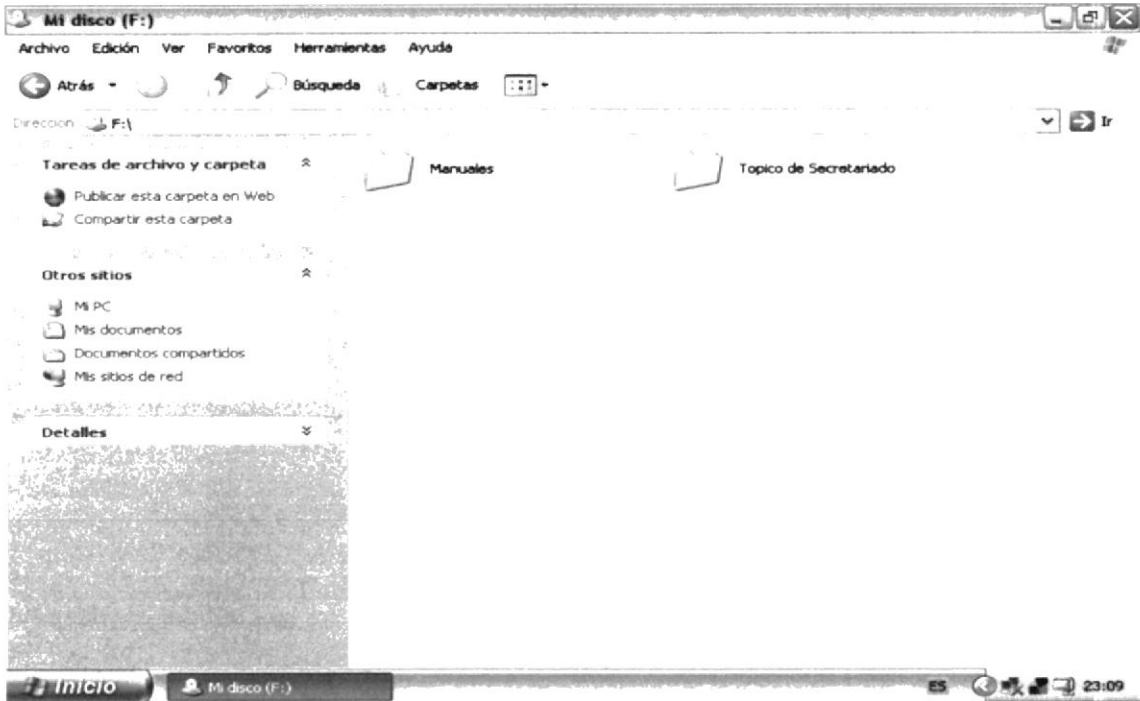 Mi disco (F:)
Archivo Edición Ver Favoritos Herramientas Ayuda
Atrás Búsqueda Carpetas
Dirección F:\ Ir
Tareas de archivo y carpeta
Publicar esta carpeta en Web
Compartir esta carpeta
Otros sitios
Mi PC
Mis documentos
Documentos compartidos
Mis sitios de red
Detalles
Manuales
Topico de Secretariado
Inicio Mi disco (F:) ES 23:09